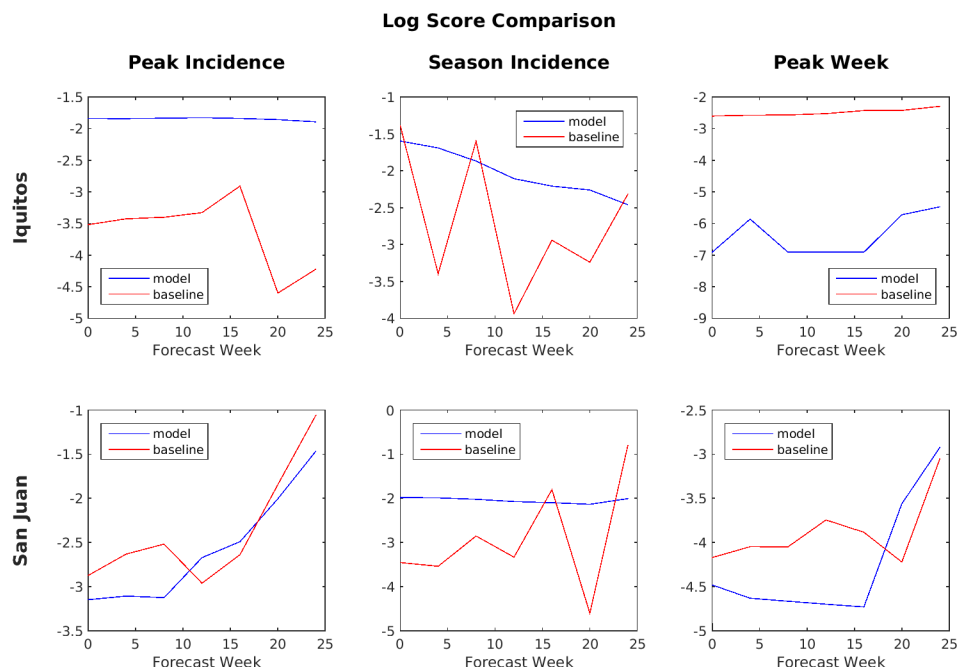 Log Score Comparison
Peak Incidence
Season Incidence
Peak Week
Iquitos
-1.5
-2
-2.5
-3
-3.5
-4
-4.5
-5
model
baseline
0 5 10 15 20 25
Forecast Week
-1
-1.5
-2
-2.5
-3
-3.5
-4
model
baseline
0 5 10 15 20 25
Forecast Week
-2
-3
-4
-5
-6
-7
-8
-9
model
baseline
0 5 10 15 20 25
Forecast Week
San Juan
-1
-1.5
-2
-2.5
-3
-3.5
model
baseline
0 5 10 15 20 25
Forecast Week
0
-1
-2
-3
-4
-5
model
baseline
0 5 10 15 20 25
Forecast Week
-2.5
-3
-3.5
-4
-4.5
-5
model
baseline
0 5 10 15 20 25
Forecast Week